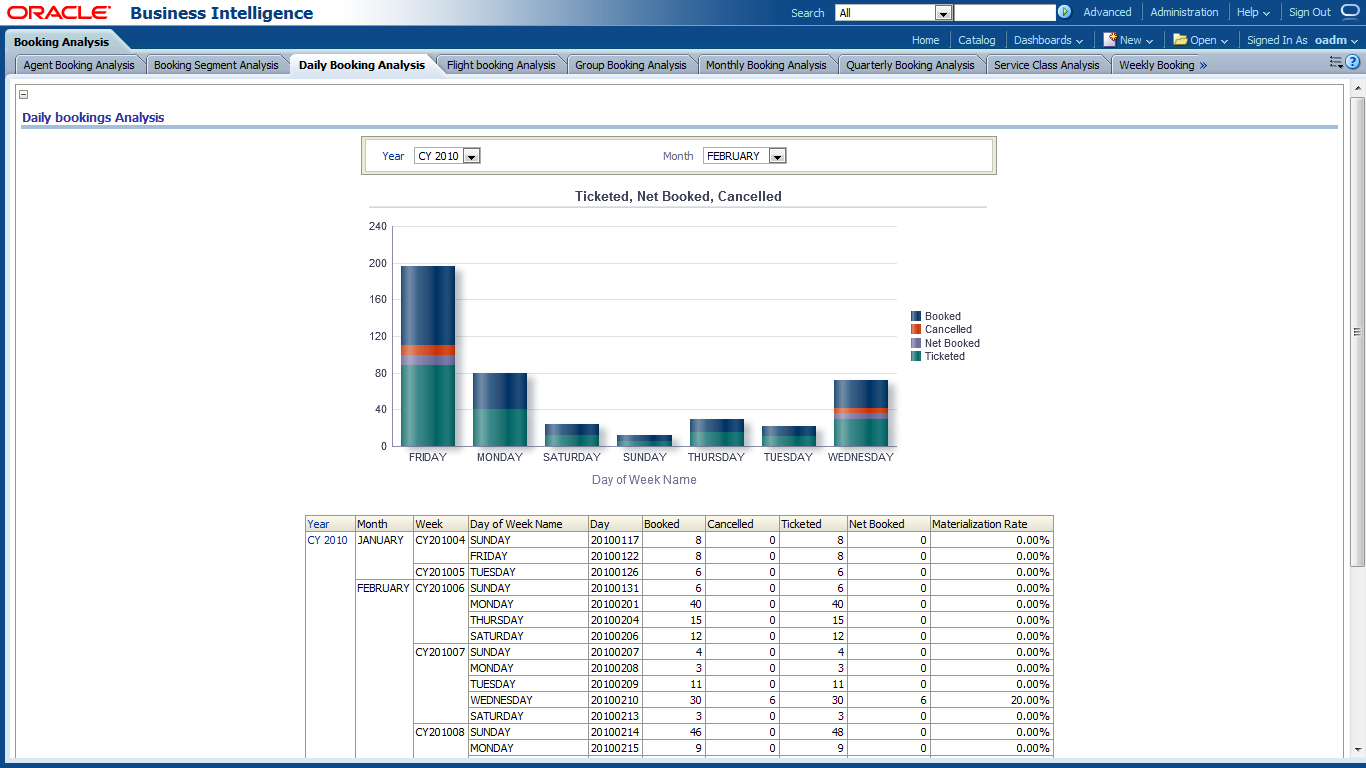 ORACLE Business Intelligence
Search All Advanced Administration Help Sign Out
Booking Analysis
Home Catalog Dashboards New Open Signed In As oadm
Agent Booking Analysis Booking Segment Analysis Daily Booking Analysis Flight booking Analysis Group Booking Analysis Monthly Booking Analysis Quarterly Booking Analysis Service Class Analysis Weekly Booking »
Daily bookings Analysis
Year CY 2010 Month FEBRUARY
Ticketed, Net Booked, Cancelled
240
200
160
120
80
40
0
Booked
Cancelled
Net Booked
Ticketed
FRIDAY MONDAY SATURDAY SUNDAY THURSDAY TUESDAY WEDNESDAY
Day of Week Name
Year Month Week Day of Week Name Day Booked Cancelled Ticketed Net Booked Materialization Rate
CY 2010 JANUARY CY201004 SUNDAY 20100117 8 0 8 0 0.00%
FRIDAY 20100122 8 0 8 0 0.00%
CY201005 TUESDAY 20100126 6 0 6 0 0.00%
FEBRUARY CY201006 SUNDAY 20100131 6 0 6 0 0.00%
MONDAY 20100201 40 0 40 0 0.00%
THURSDAY 20100204 15 0 15 0 0.00%
SATURDAY 20100206 12 0 12 0 0.00%
CY201007 SUNDAY 20100207 4 0 4 0 0.00%
MONDAY 20100208 3 0 3 0 0.00%
TUESDAY 20100209 11 0 11 0 0.00%
WEDNESDAY 20100210 30 6 30 6 20.00%
SATURDAY 20100213 3 0 3 0 0.00%
CY201008 SUNDAY 20100214 46 0 48 0 0.00%
MONDAY 20100215 9 0 9 0 0.00%